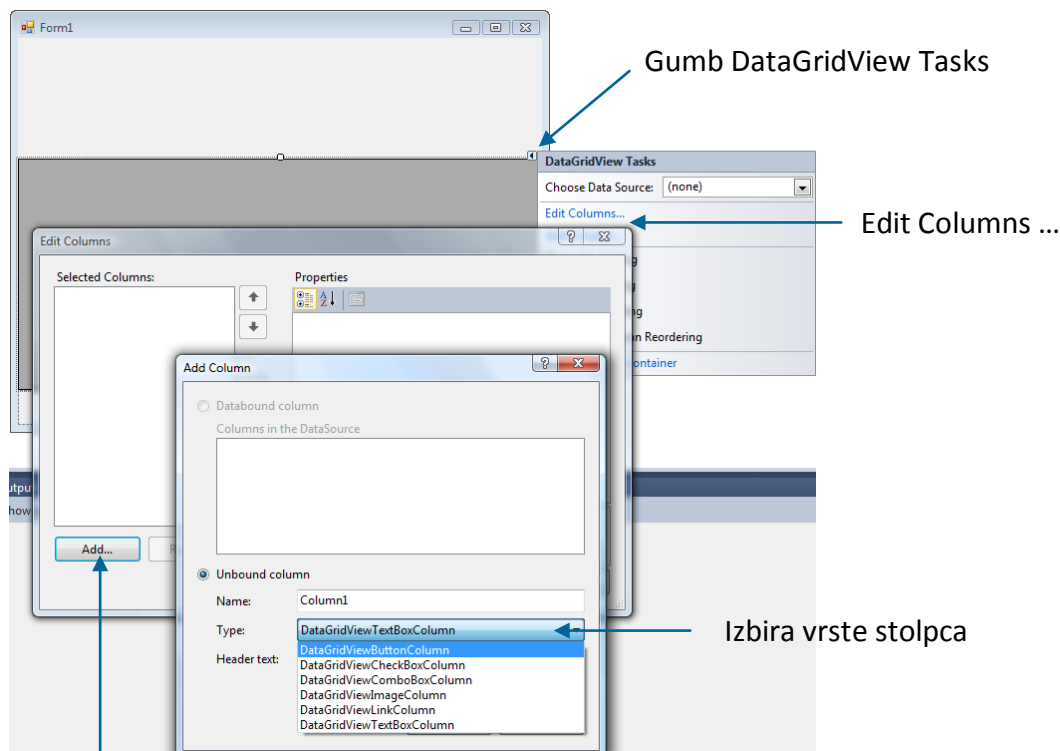 Form1
Gumb DataGridView Tasks
DataGridView Tasks
Choose Data Source: (none)
Edit Columns...
Edit Columns ...
Edit Columns
Selected Columns:
Properties
Reordering
Add Column
Databound column
Columns in the DataSource
Add...
Unbound column
Name: Column1
Type: DataGridViewTextBoxColumn
Izbira vrste stolpca
Header text:
DataGridViewButtonColumn
DataGridViewCheckBoxColumn
DataGridViewComboBoxColumn
DataGridViewImageColumn
DataGridViewLinkColumn
DataGridViewTextBoxColumn